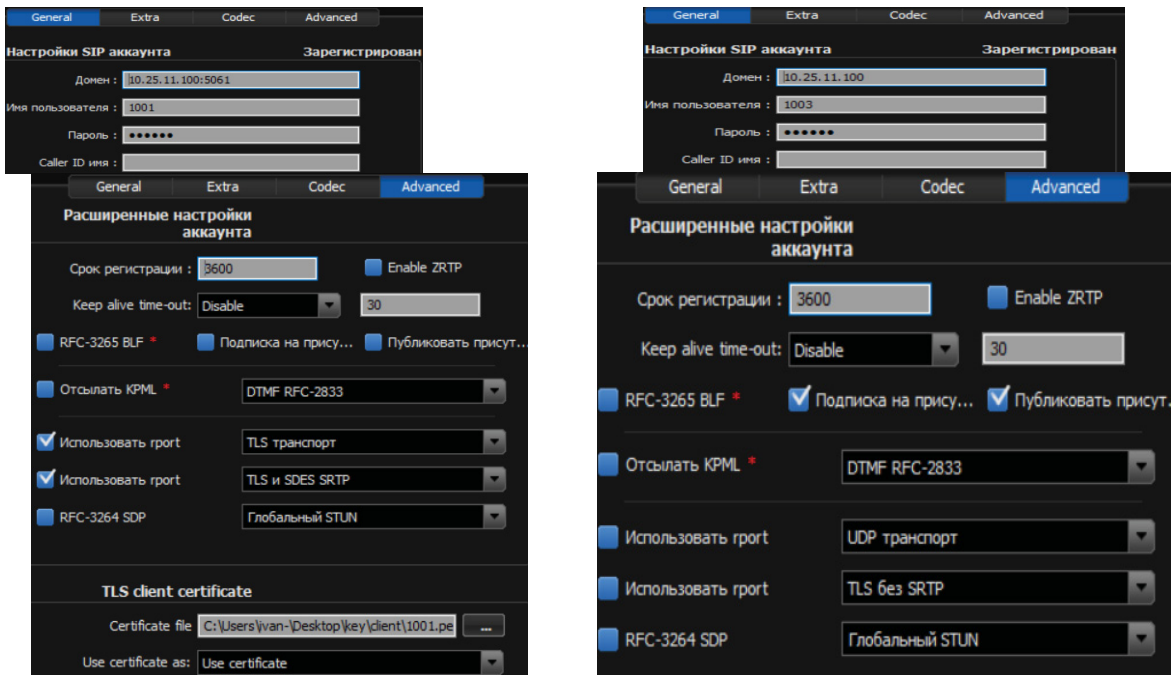 General Extra Codec Advanced
Настройки SIP аккаунта Зарегистрирован
Домен : 10.25.11.100:5061
Имя пользователя : 1001
Пароль : ••••••
Caller ID имя :
General Extra Codec Advanced
Расширенные настройки
аккаунта
Срок регистрации : 3600 Enable ZRTP
Keep alive time-out: Disable 30
RFC-3265 BLF * Подписка на прису... Публиковать присут...
Отсылать KPML * DTMF RFC-2833
Использовать rport TLS транспорт
Использовать rport TLS и SDES SRTP
RFC-3264 SDP Глобальный STUN
TLS client certificate
Certificate file C:\Users\ivan-\Desktop\key\client\1001.pe ...
Use certificate as: Use certificate
General Extra Codec Advanced
Настройки SIP аккаунта Зарегистрирован
Домен : 10.25.11.100
Имя пользователя : 1003
Пароль : ••••••
Caller ID имя :
General Extra Codec Advanced
Расширенные настройки
аккаунта
Срок регистрации : 3600 Enable ZRTP
Keep alive time-out: Disable 30
RFC-3265 BLF * Подписка на прису... Публиковать присут.
Отсылать KPML * DTMF RFC-2833
Использовать rport UDP транспорт
Использовать rport TLS без SRTP
RFC-3264 SDP Глобальный STUN